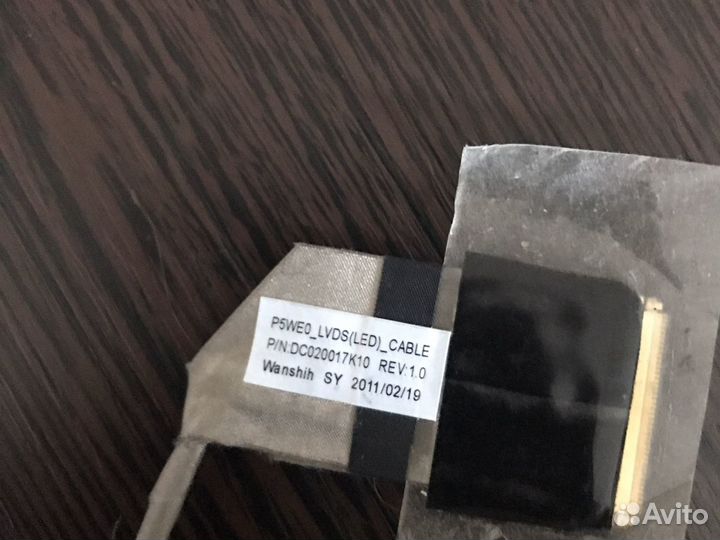 P5WE0_LVDS(LED)_CABLE
P/N:DC020017K10 REV:1.0
Wanshih SY 2011/02/19
Avito